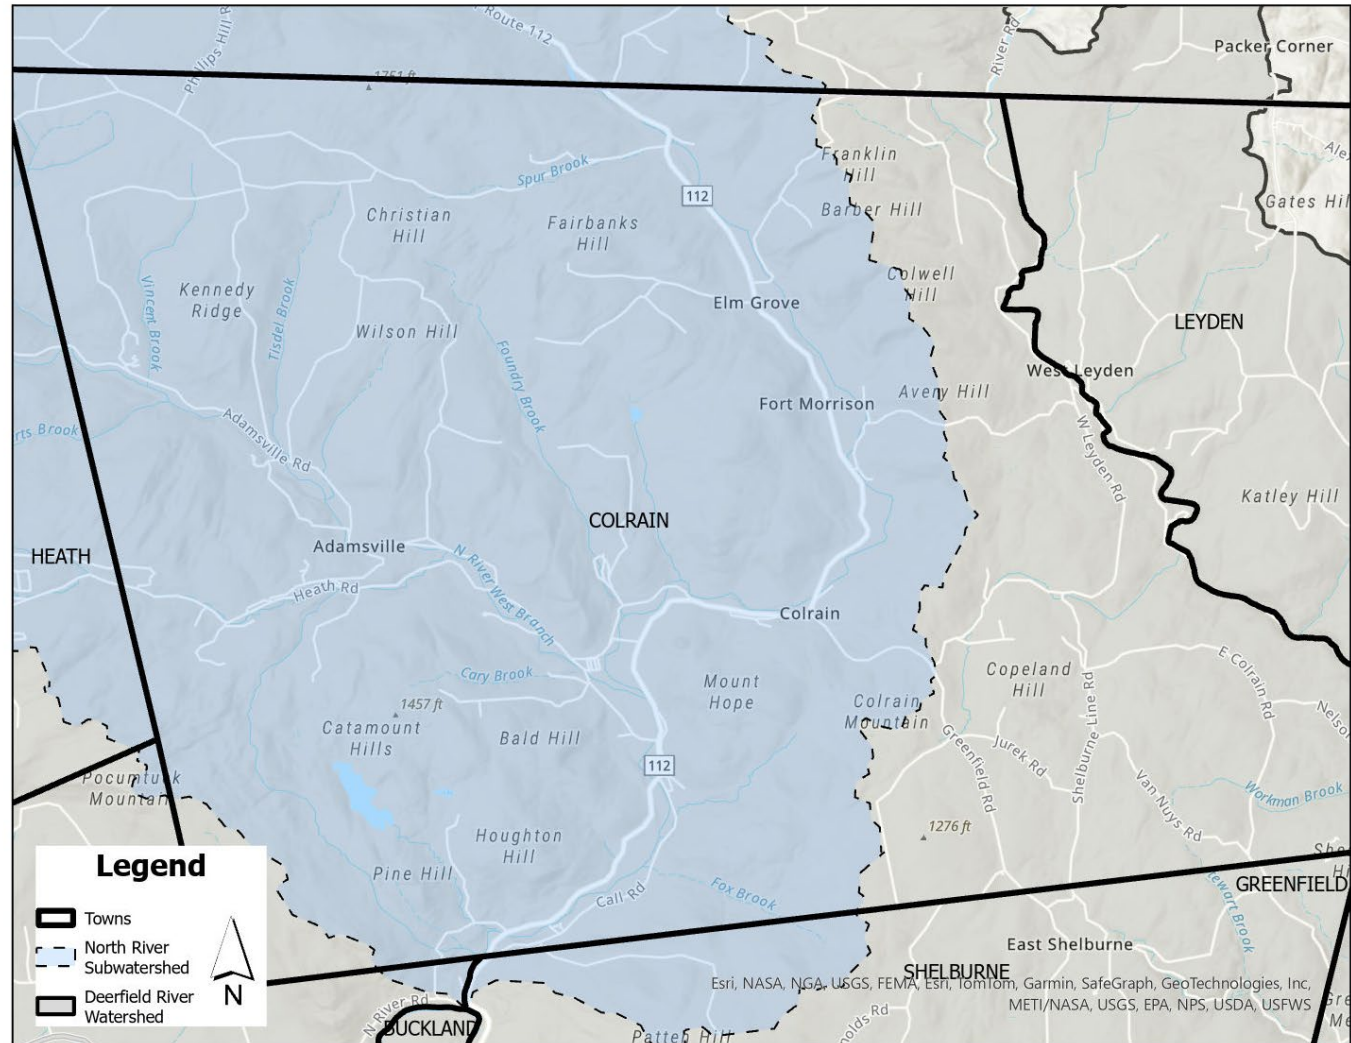 Route 112
Phillips Hill R
River Rd
Packer Corner
1751 ft
Franklin
Hill
Spur Brook
112
Gates Hil
Christian
Hill
Fairbanks
Hill
Barber Hill
Colwell
Hill
Kennedy
Ridge
Vincent Brook
Tisdel Brook
Elm Grove
LEYDEN
Wilson Hill
Foundry Brook
West Leyden
Avery Hill
Fort Morrison
Adamsville Rd
rts Brook
W Leyden Rd
Katley Hill
COLRAIN
Adamsville
HEATH
N River West Branch
Heath Rd
Colrain
Cary Brook
Mount
Hope
Copeland
Hill
E Colrain Rd
1457 ft
Colrain
Mountain
Shelburne Line Rd
Nelson
Catamount
Hills
Bald Hill
Greenfield Rd
Jurek Rd
112
Pocumtuck
Mountain
Van Nuys Rd
Workman Brook
1276 ft
Houghton
Hill
Pine Hill
Call Rd
Fox Brook
GREENFIELD
East Shelburne
SHELBURNE
N River Rd
BUCKLAND
Patten Hill
nolds Rd
Legend
Towns
North River
Subwatershed
Deerfield River
Watershed
N
Esri, NASA, NGA, USGS, FEMA, Esri, TomTom, Garmin, SafeGraph, GeoTechnologies, Inc,
METI/NASA, USGS, EPA, NPS, USDA, USFWS